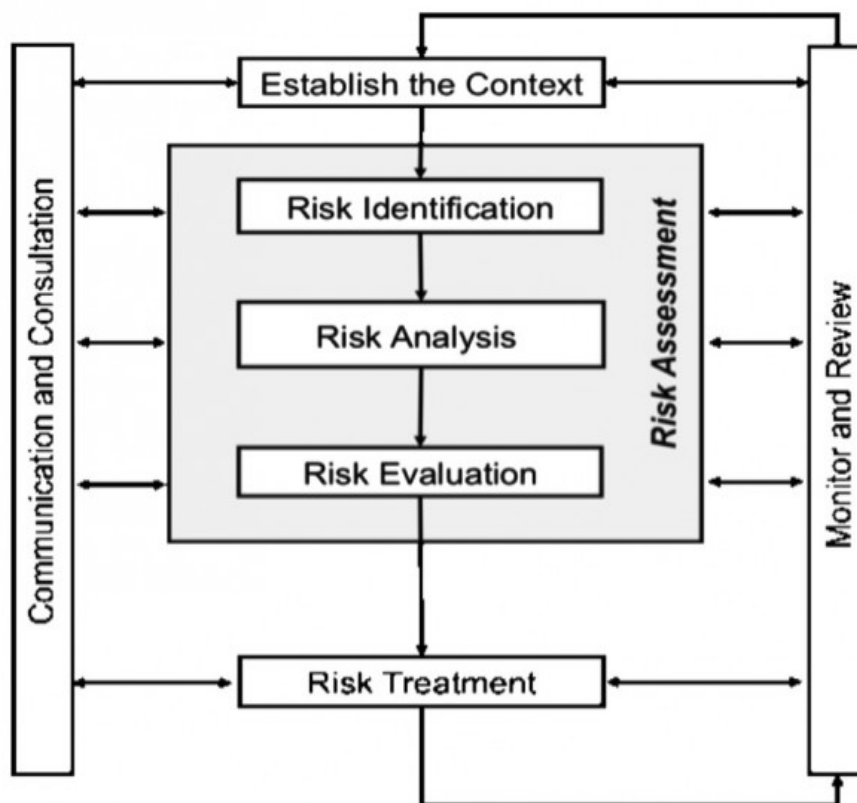 Establish the Context
Communication and Consultation
Risk Identification
Risk Analysis
Risk Evaluation
Risk Assessment
Monitor and Review
Risk Treatment